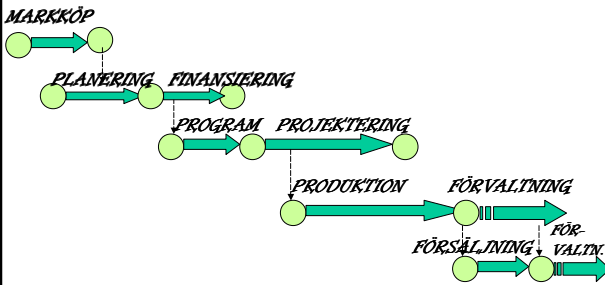 MARKKÖP
PLANERING FINANSIERING
PROGRAM PROJEKTERING
PRODUKTION FÖRVALTNING
FÖR-
FÖRSÄLJNING VALTN.